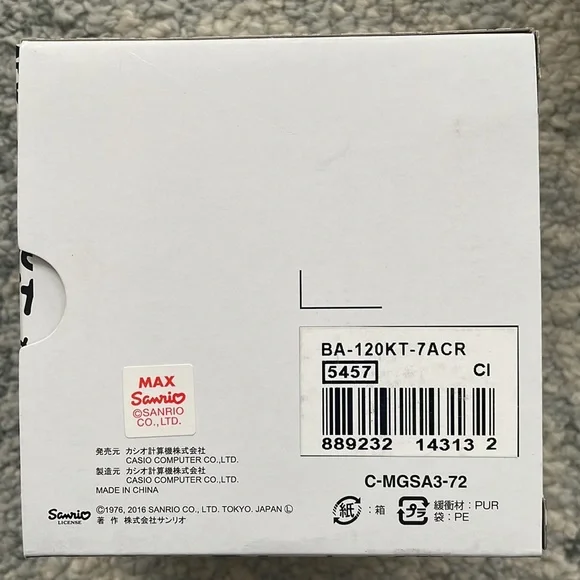 BA-120KT-7ACR
5457 CI
889232 14313 2
C-MGSA3-72
MAX
Sanrio
©SANRIO
CO.,LTD.
発売元 カシオ計算機株式会社
CASIO COMPUTER CO.,LTD.
製造元 カシオ計算機株式会社
CASIO COMPUTER CO.,LTD.
MADE IN CHINA
Sanrio
LICENSE
©1976, 2016 SANRIO CO., LTD. TOKYO, JAPAN Ⓛ
著 作 株式会社サンリオ
紙 :箱
プラ 緩衝材: PUR
袋: PE